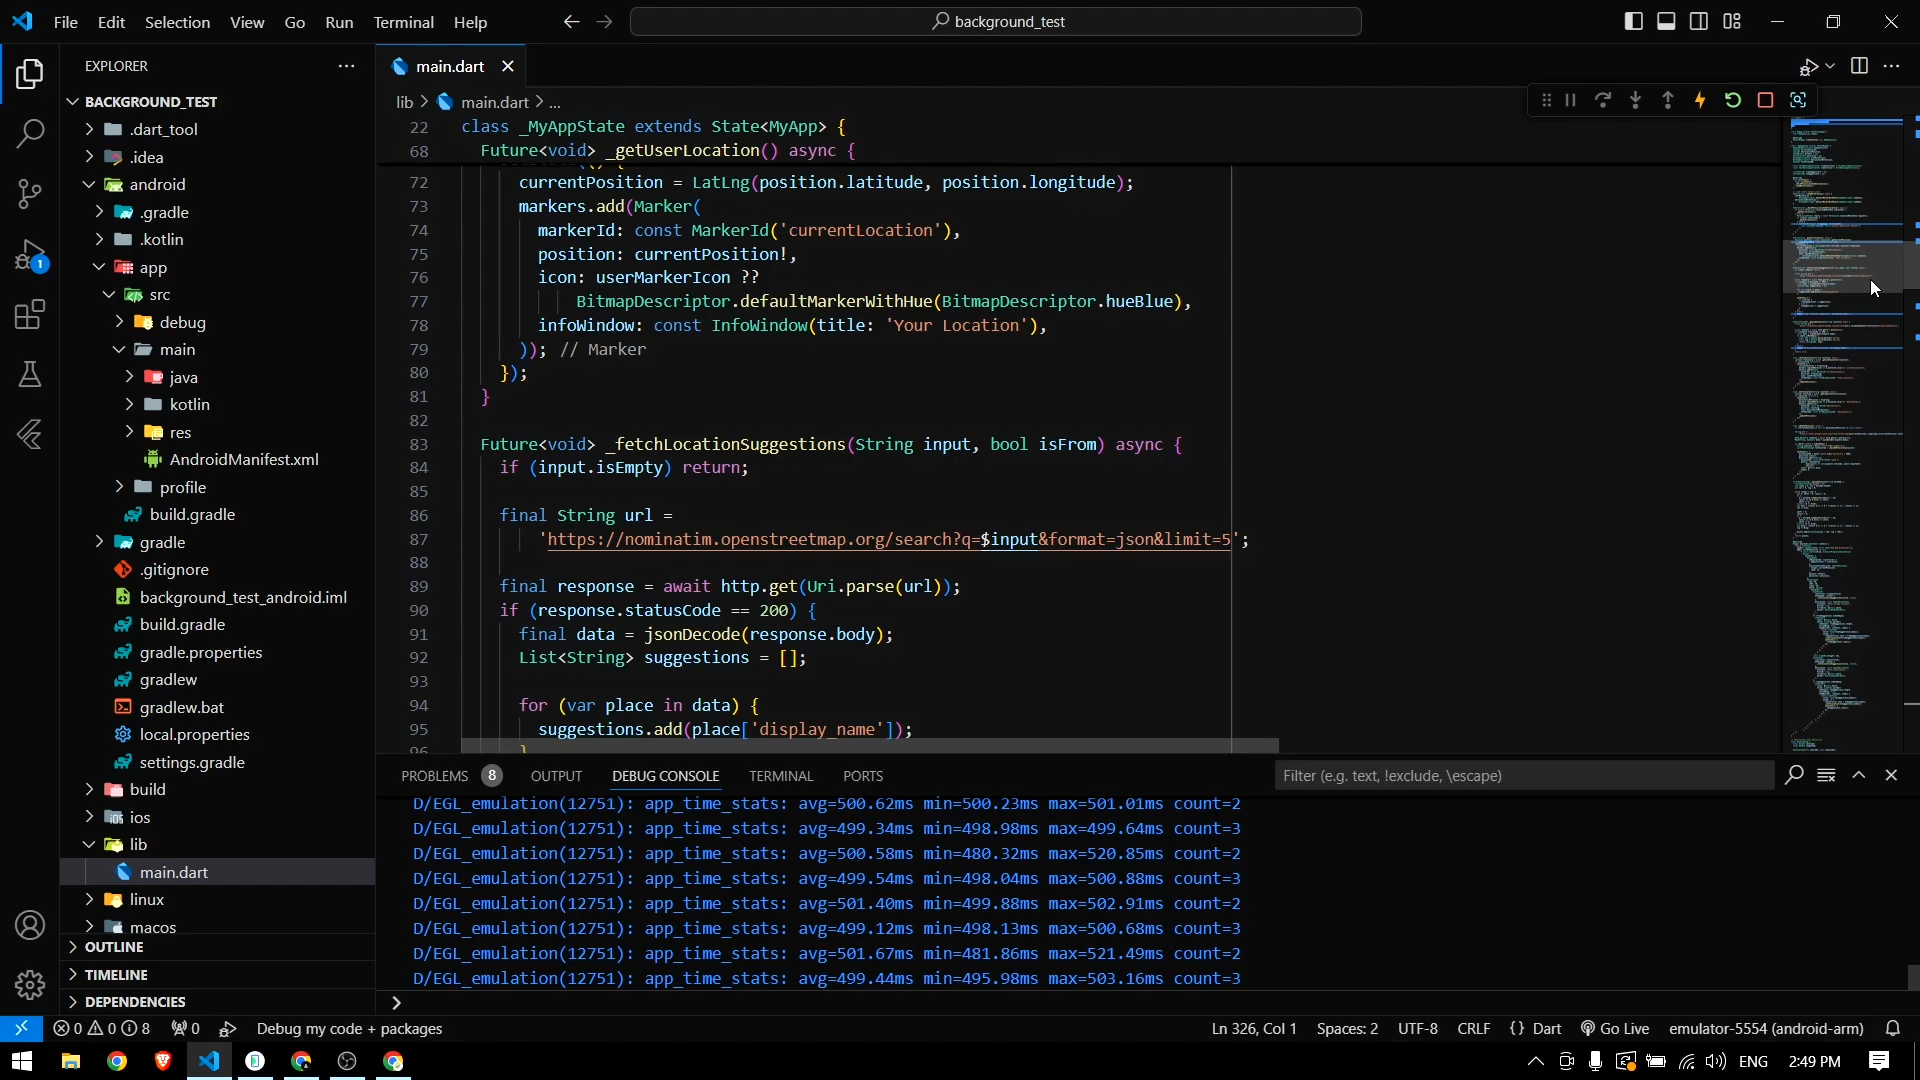 File Edit Selection View Go Run Terminal Help
background_test
EXPLORER
BACKGROUND_TEST
.dart_tool
.idea
android
.gradle
.kotlin
app
src
debug
main
java
kotlin
res
AndroidManifest.xml
profile
build.gradle
gradle
.gitignore
background_test_android.iml
build.gradle
gradle.properties
gradlew
gradlew.bat
local.properties
settings.gradle
build
ios
lib
main.dart
linux
macos
OUTLINE
TIMELINE
DEPENDENCIES
main.dart
lib > main.dart > ...
22 class _MyAppState extends State<MyApp> {
68 Future<void> _getUserLocation() async {
72 currentPosition = LatLng(position.latitude, position.longitude);
73 markers.add(Marker(
74 markerId: const MarkerId('currentLocation'),
75 position: currentPosition!,
76 icon: userMarkerIcon ??
77 BitmapDescriptor.defaultMarkerWithHue(BitmapDescriptor.hueBlue),
78 infoWindow: const InfoWindow(title: 'Your Location'),
79 )); // Marker
80 });
81 }
82
83 Future<void> _fetchLocationSuggestions(String input, bool isFrom) async {
84 if (input.isEmpty) return;
85
86 final String url =
87 'https://nominatim.openstreetmap.org/search?q=$input&format=json&limit=5';
88
89 final response = await http.get(Uri.parse(url));
90 if (response.statusCode == 200) {
91 final data = jsonDecode(response.body);
92 List<String> suggestions = [];
93
94 for (var place in data) {
95 suggestions.add(place['display_name']);
96 }
PROBLEMS 8 OUTPUT DEBUG CONSOLE TERMINAL PORTS
Filter (e.g. text, !exclude, \escape)
D/EGL_emulation(12751): app_time_stats: avg=500.62ms min=500.23ms max=501.01ms count=2
D/EGL_emulation(12751): app_time_stats: avg=499.34ms min=498.98ms max=499.64ms count=3
D/EGL_emulation(12751): app_time_stats: avg=500.58ms min=480.32ms max=520.85ms count=2
D/EGL_emulation(12751): app_time_stats: avg=499.54ms min=498.04ms max=500.88ms count=3
D/EGL_emulation(12751): app_time_stats: avg=501.40ms min=499.88ms max=502.91ms count=2
D/EGL_emulation(12751): app_time_stats: avg=499.12ms min=498.13ms max=500.68ms count=3
D/EGL_emulation(12751): app_time_stats: avg=501.67ms min=481.86ms max=521.49ms count=2
D/EGL_emulation(12751): app_time_stats: avg=499.44ms min=495.98ms max=503.16ms count=3
0 0 8 0 Debug my code + packages
Ln 326, Col 1 Spaces: 2 UTF-8 CRLF {} Dart Go Live emulator-5554 (android-arm)
ENG 2:49 PM